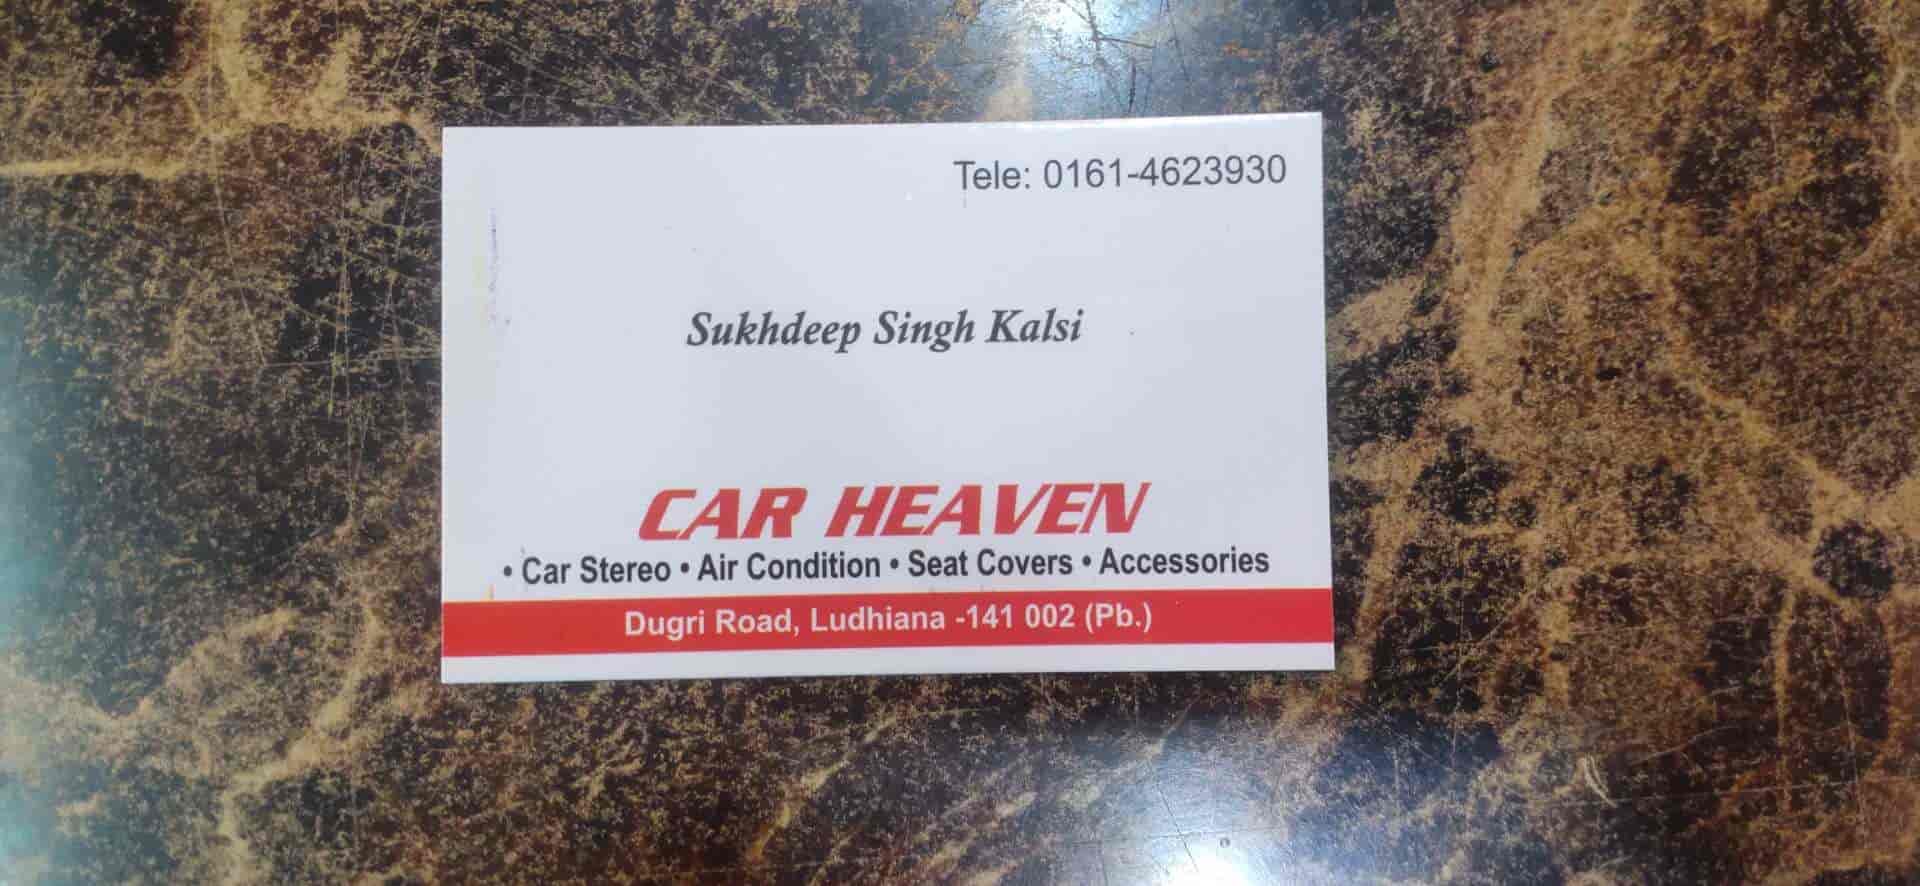 Tele: 0161-4623930
Sukhdeep Singh Kalsi
CAR HEAVEN
• Car Stereo • Air Condition • Seat Covers • Accessories
Dugri Road, Ludhiana -141 002 (Pb.)